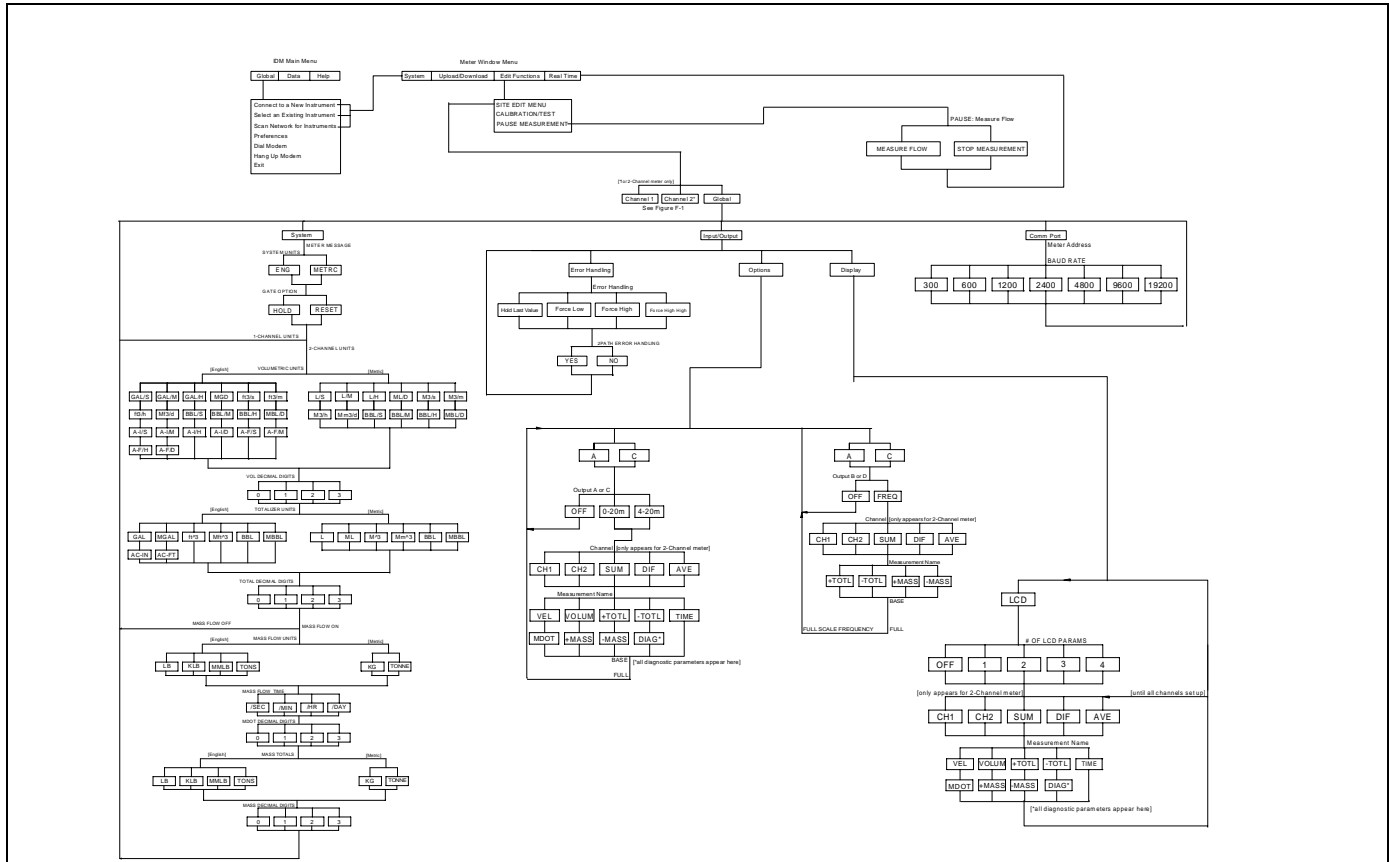 IDM Main Menu
Global Data Help
Connect to a New Instrument
Select an Existing Instrument
Scan Network for Instruments
Preferences
Dial Modem
Hang Up Modem
Exit
Meter Window Menu
System Upload/Download Edit Functions Real Time
SITE EDIT MENU
CALIBRATION/TEST
PAUSE MEASUREMENT
PAUSE: Measure Flow
MEASURE FLOW STOP MEASUREMENT
[for 2-Channel meter only]
Channel 1 Channel 2* Global
See Figure F-1
System
METER MESSAGE
SYSTEM UNITS
ENG METRC
GATE OPTION
HOLD RESET
1-CHANNEL UNITS
2-CHANNEL UNITS
VOLUMETRIC UNITS
[English] [Metric]
GAL/S GAL/M GAL/H MGD ft3/s ft3/m
ft3/h Mf3/d BBL/S BBL/M BBL/H MBL/D
A-I/S A-I/M A-I/H A-I/D A-F/S A-F/M
A-F/H A-F/D
L/S L/M L/H ML/D M3/s M3/m
M3/h Mm3/d BBL/S BBL/M BBL/H MBL/D
VOL DECIMAL DIGITS
0 1 2 3
TOTALIZER UNITS
[English] [Metric]
GAL MGAL ft^3 Mft^3 BBL MBBL
AC-IN AC-FT
L ML M^3 Mm^3 BBL MBBL
TOTAL DECIMAL DIGITS
0 1 2 3
MASS FLOW OFF
MASS FLOW ON
MASS FLOW UNITS
[English] [Metric]
LB KLB MMLB TONS
KG TONNE
MASS FLOW TIME
/SEC /MIN /HR /DAY
MDOT DECIMAL DIGITS
0 1 2 3
MASS TOTALS
[English] [Metric]
LB KLB MMLB TONS
KG TONNE
MASS DECIMAL DIGITS
0 1 2 3
Input/Output
Error Handling
Options
Display
Error Handling
Hold Last Value Force Low Force High Force High High
2PATH ERROR HANDLING
YES NO
A C
Output A or C
OFF 0-20m 4-20m
Channel [only appears for 2-Channel meter]
CH1 CH2 SUM DIF AVE
Measurement Name
VEL VOLUM +TOTL -TOTL TIME
MDOT +MASS -MASS DIAG*
BASE
[*all diagnostic parameters appear here]
FULL
A C
Output B or D
OFF FREQ
Channel [only appears for 2-Channel meter]
CH1 CH2 SUM DIF AVE
Measurement Name
+TOTL -TOTL +MASS -MASS
BASE
FULL SCALE FREQUENCY
FULL
LCD
# OF LCD PARAMS
OFF 1 2 3 4
[only appears for 2-Channel meter]
[until all channels set up]
CH1 CH2 SUM DIF AVE
Measurement Name
VEL VOLUM +TOTL -TOTL TIME
MDOT +MASS -MASS DIAG*
[*all diagnostic parameters appear here]
Comm Port
Meter Address
BAUD RATE
300 600 1200 2400 4800 9600 19200